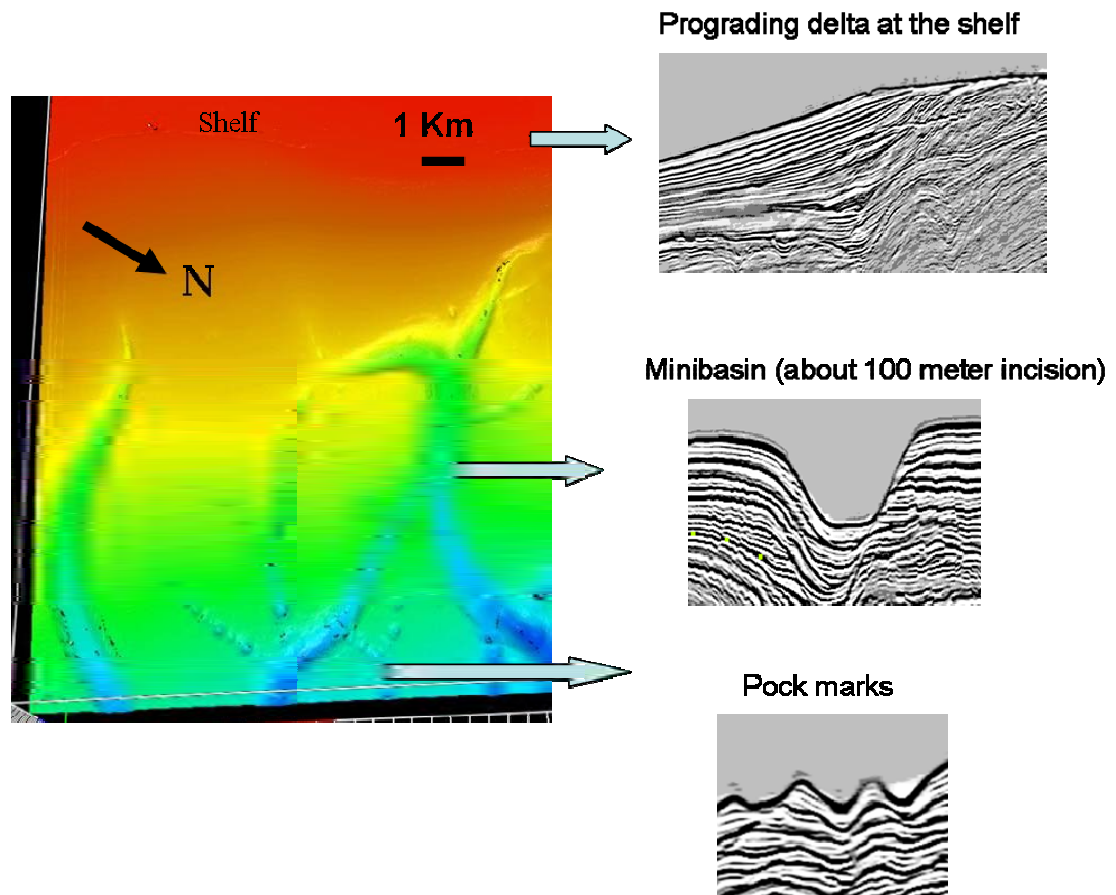 Prograding delta at the shelf
Shelf
1 Km
N
Minibasin (about 100 meter incision)
Pock marks